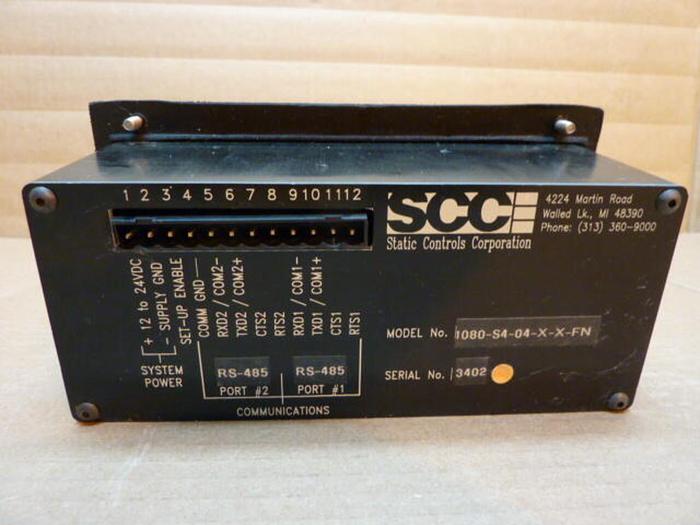 1 2 3 4 5 6 7 8 9 10 11 12
SCC
Static Controls Corporation
4224 Martin Road
Walled Lk., MI 48390
Phone: (313) 360-9000
+ 12 to 24VDC
- SUPPLY GND
SET-UP ENABLE
COMM GND
RXD2 / COM2-
TXD2 / COM2+
CTS2
RTS2
RXD1 / COM1-
TXD1 / COM1+
CTS1
RTS1
SYSTEM
POWER
RS-485
RS-485
PORT #2
PORT #1
COMMUNICATIONS
MODEL No. 1080-S4-04-X-X-FN
SERIAL No. 3402